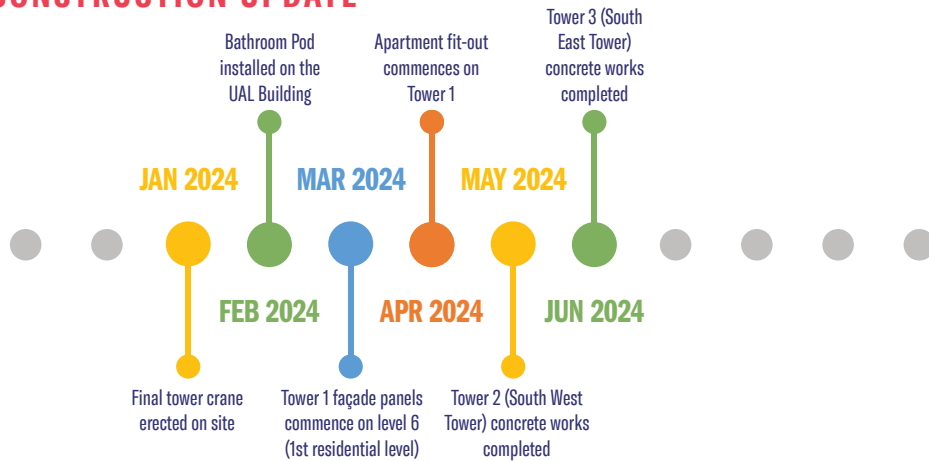 CONSTRUCTION UPDATE
Bathroom Pod
installed on the
UAL Building
Apartment fit-out
commences on
Tower 1
Tower 3 (South
East Tower)
concrete works
completed
JAN 2024
MAR 2024
MAY 2024
FEB 2024
APR 2024
JUN 2024
Final tower crane
erected on site
Tower 1 façade panels
commence on level 6
(1st residential level)
Tower 2 (South West
Tower) concrete works
completed